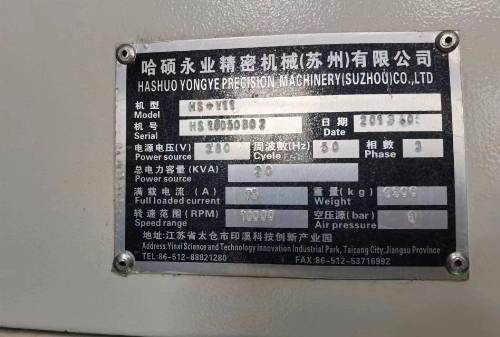 哈硕永业精密机械(苏州)有限公司
HASHUO YONGYE PRECISION MACHINERY(SUZHOU)CO.,LTD
机型
Model
机号 日期
Serial Date
电源电压(V) 380 周波数(Hz) 50 相數 3
Power source Cycle Phase
总电力容量(KVA) 20
Power source
满载电流(A) 重量(kg)
Full loaded current Weight
转速范围(RPM) 10000 空压源(bar) 6
Speed range Air pressure
地址:江苏省太仓市印溪科技创新产业园
Address:Yinxi Science and Technology Innovation Industrial Park, Taicang City,Jiangsu Province
TEL:86-512-88821280 FAX:86-512-53716992